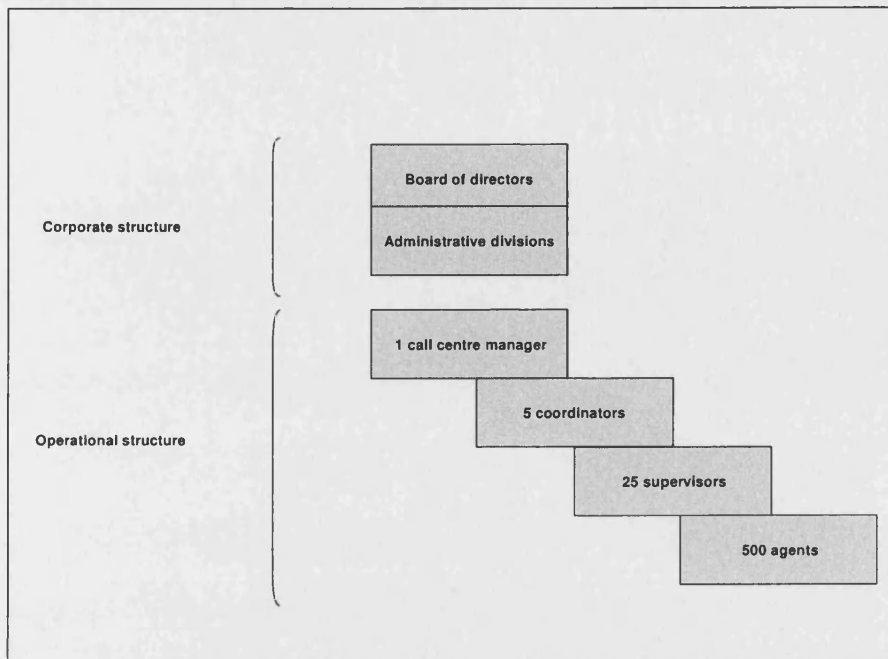 Corporate structure
Board of directors
Administrative divisions
Operational structure
1 call centre manager
5 coordinators
25 supervisors
500 agents